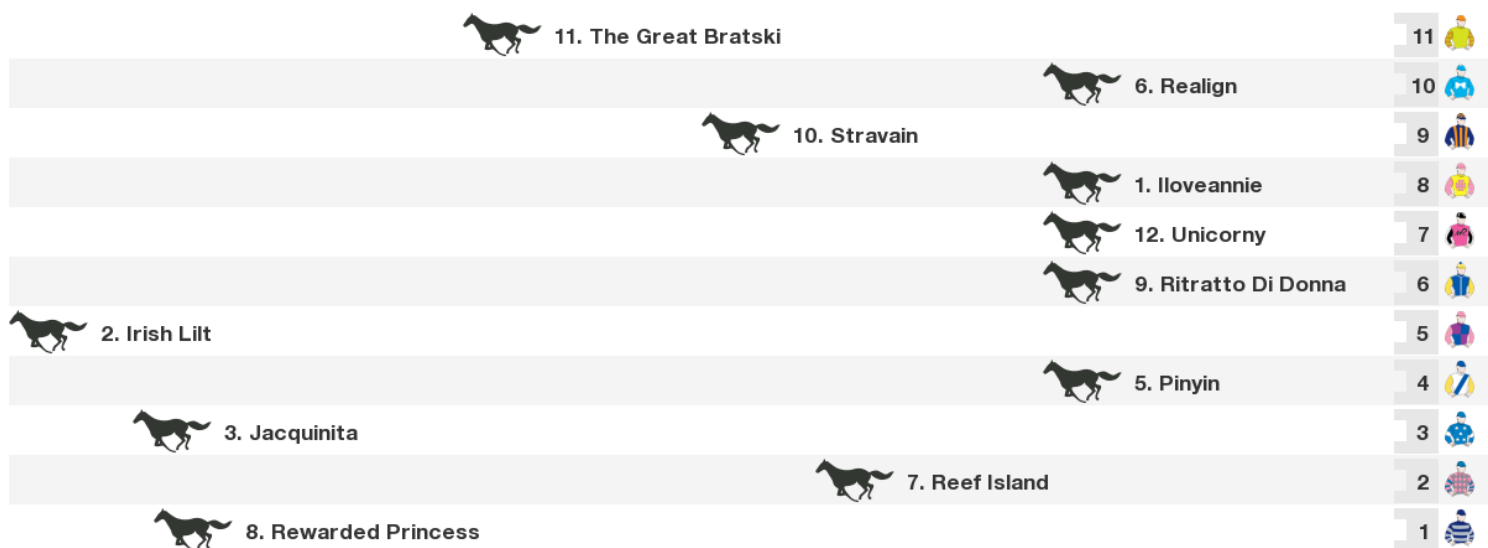 11. The Great Bratski 11
6. Realign 10
10. Stravain 9
1. Iloveannie 8
12. Unicorny 7
9. Ritratto Di Donna 6
2. Irish Lilt 5
5. Pinyin 4
3. Jacquinita 3
7. Reef Island 2
8. Rewarded Princess 1